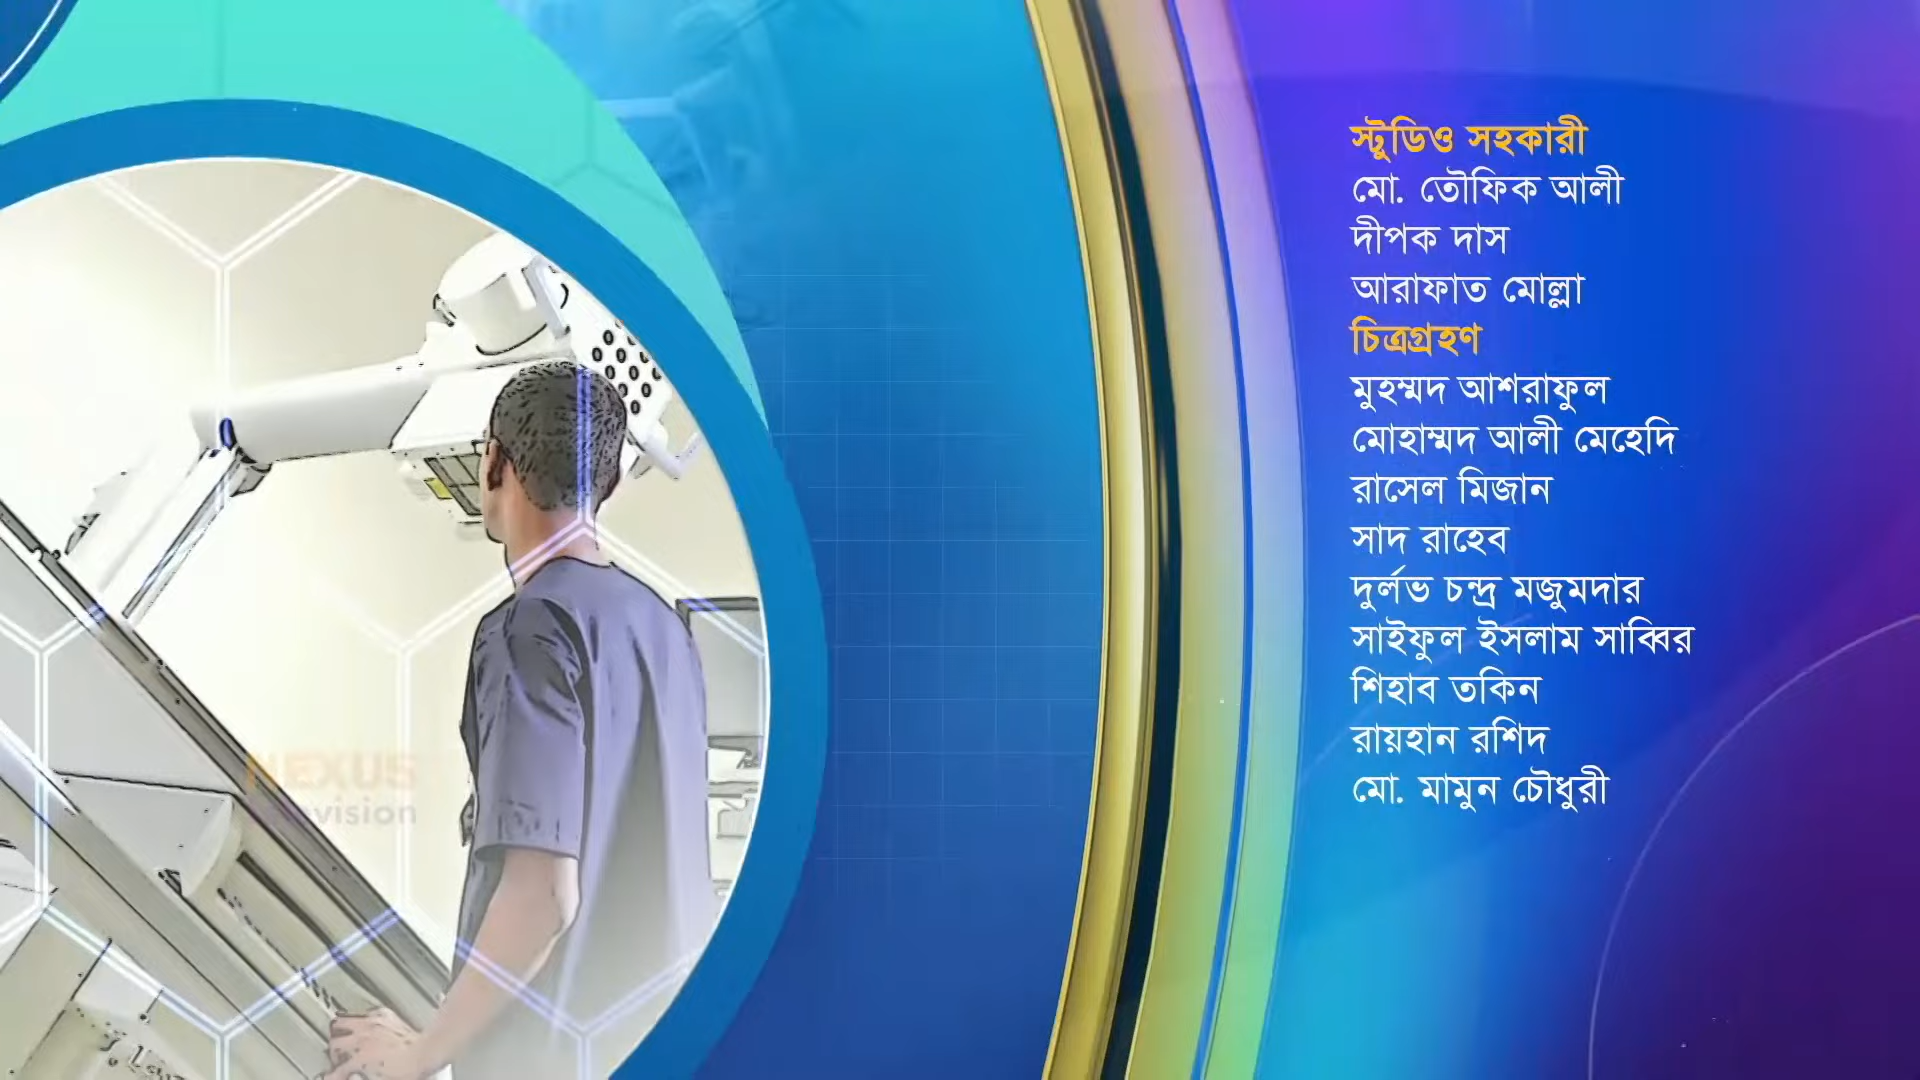 স্টুডিও সহকারী
মো. তৌফিক আলী
দীপক দাস
আরাফাত মোল্লা
চিত্রগ্রহণ
মুহম্মদ আশরাফুল
মোহাম্মদ আলী মেহেদি
রাসেল মিজান
সাদ রাহেব
দুর্লভ চন্দ্র মজুমদার
সাইফুল ইসলাম সাব্বির
শিহাব তকিন
রায়হান রশিদ
মো. মামুন চৌধুরী
NEXUS